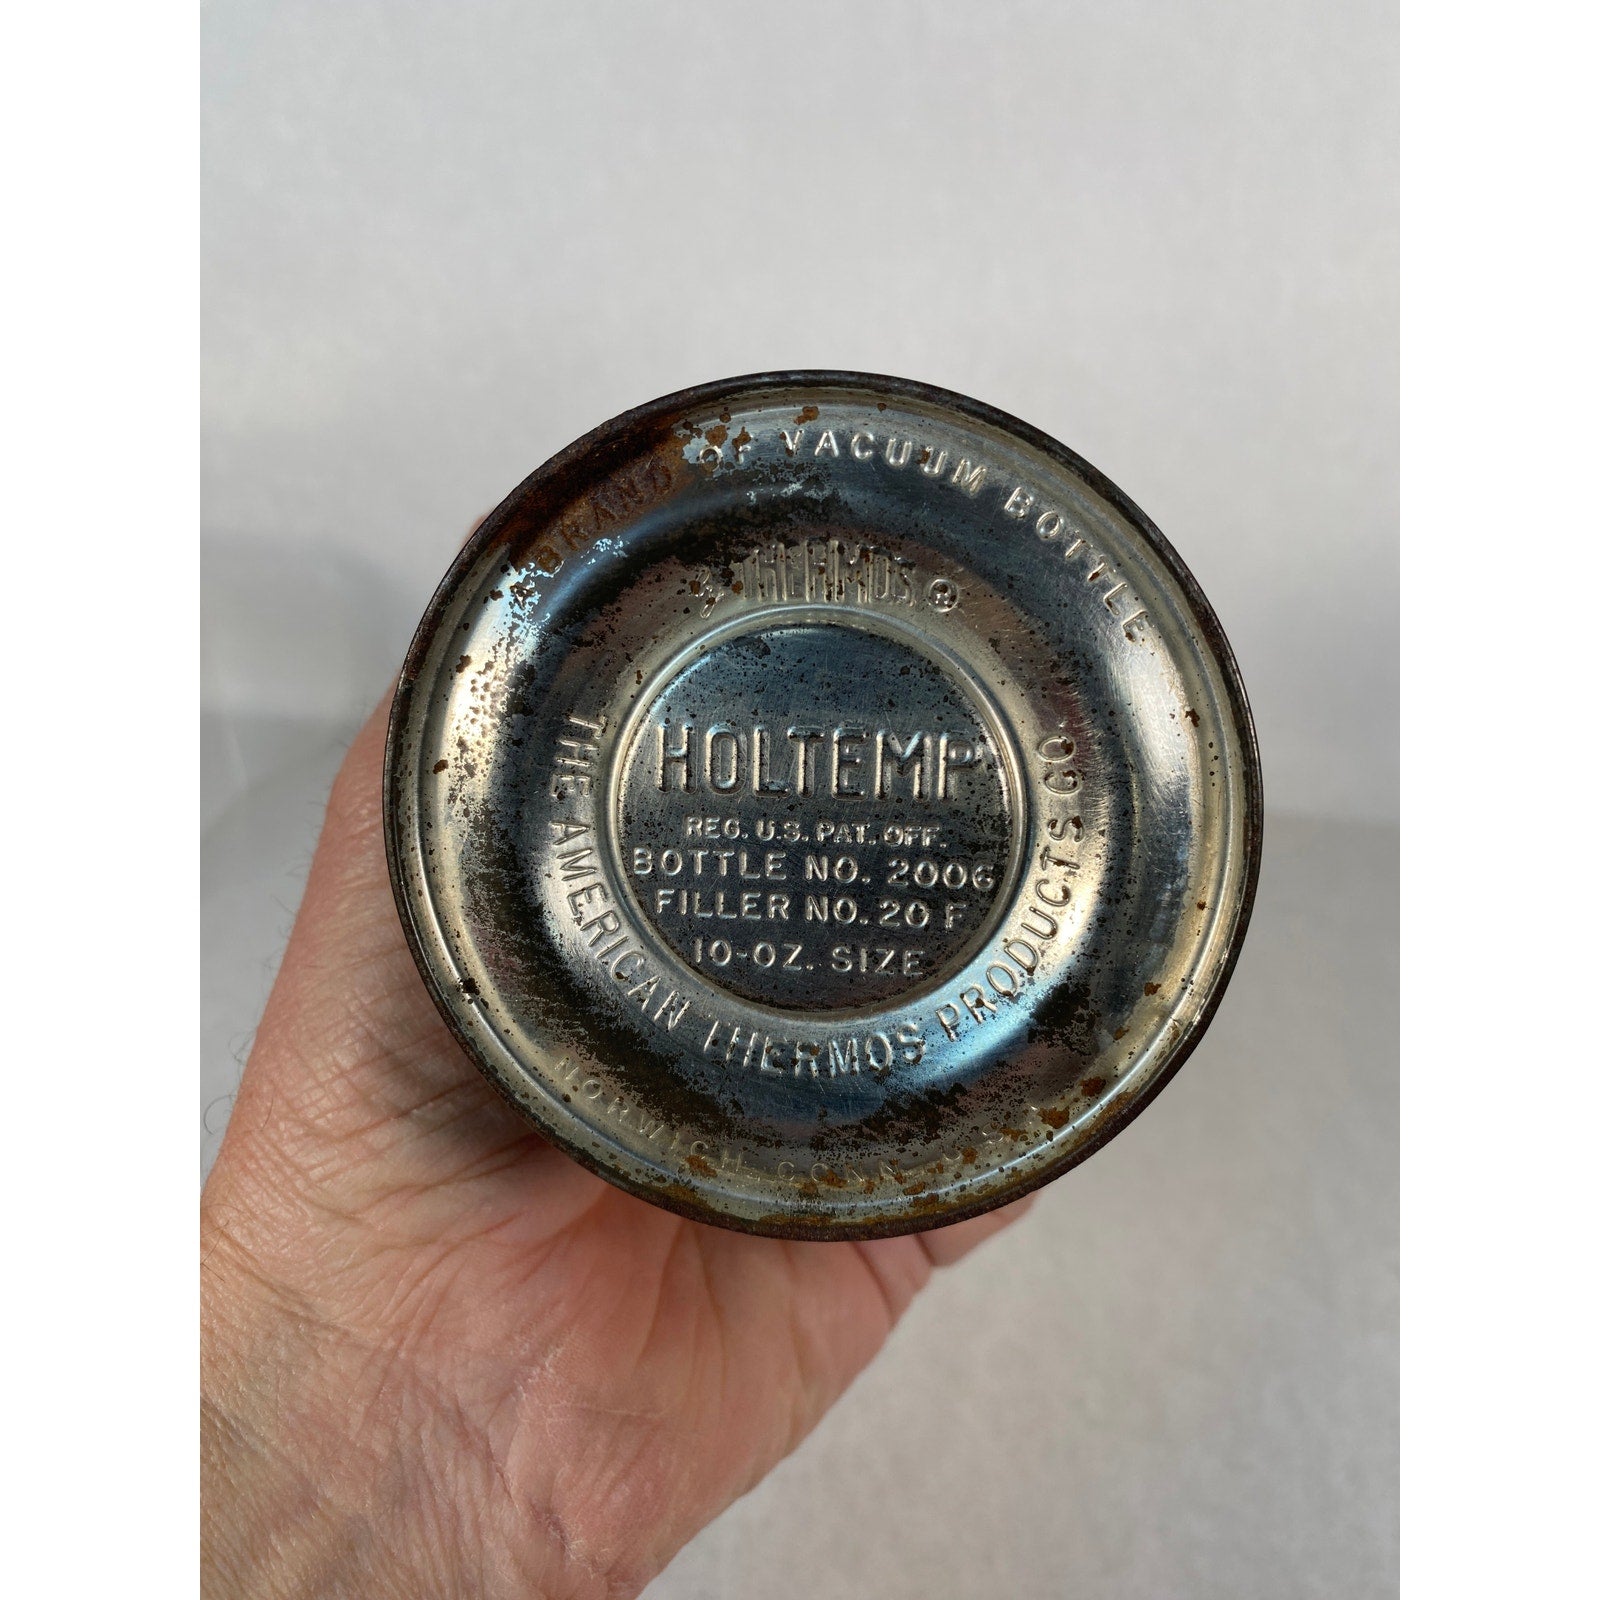 A BRAND OF VACUUM BOTTLE
BY THERMOS ®
HOLTEMP
REG. U.S. PAT. OFF.
BOTTLE NO. 2006
FILLER NO. 20 F
10-OZ. SIZE
THE AMERICAN THERMOS PRODUCTS CO.
NORWICH, CONN. U.S.A.